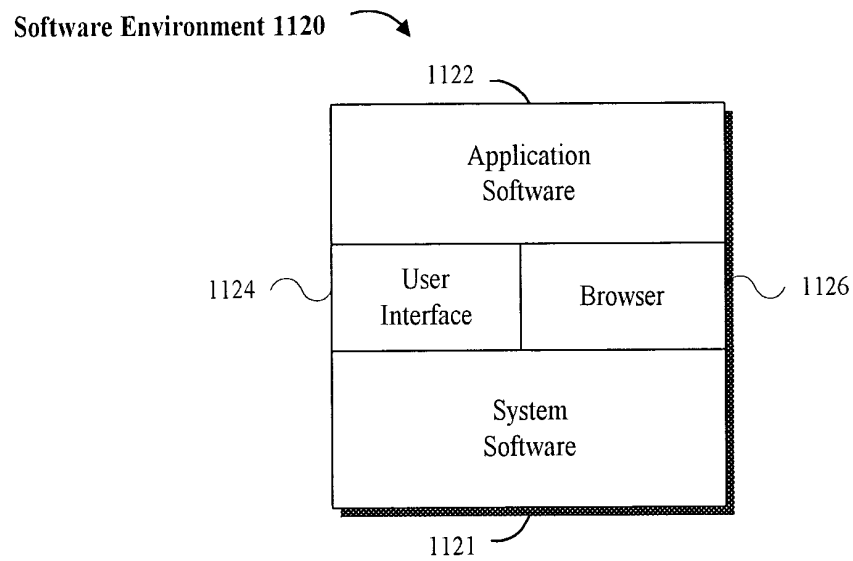 Software Environment 1120
1122
Application
Software
1124
User
Interface
Browser
1126
System
Software
1121